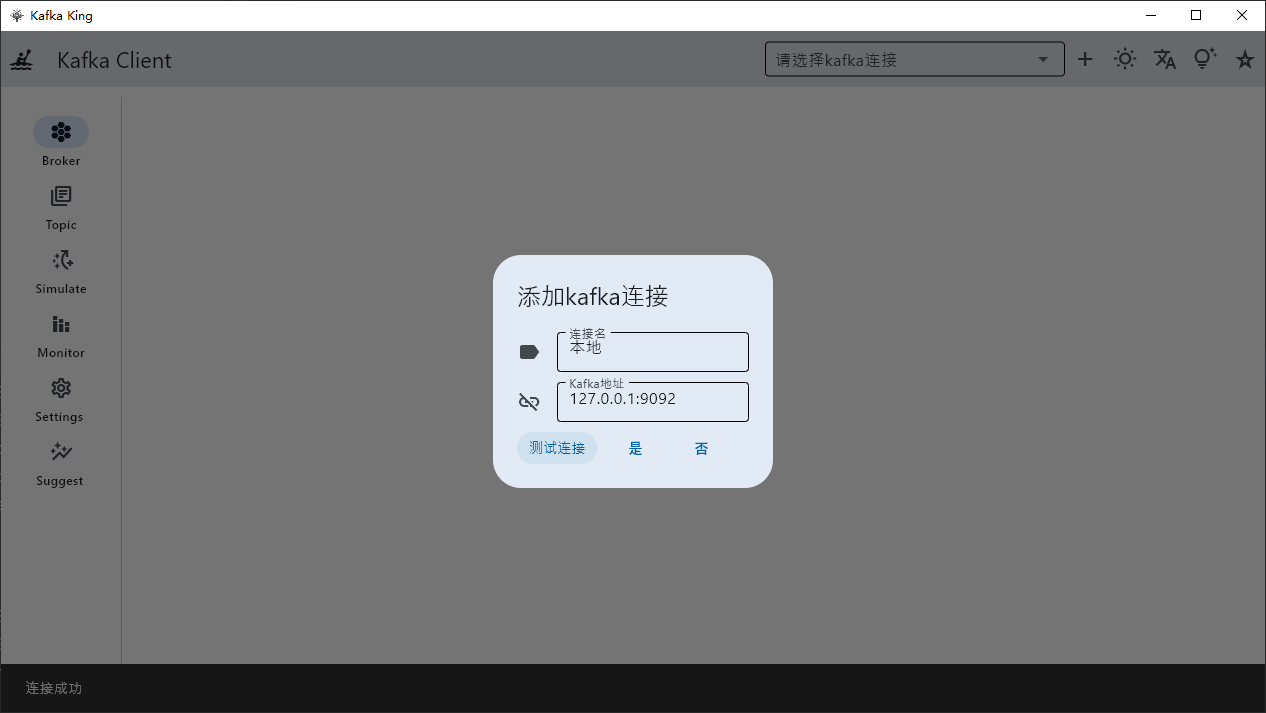 Kafka King
Kafka Client
请选择kafka连接
Broker
Topic
Simulate
Monitor
Settings
Suggest
添加kafka连接
连接名
本地
Kafka地址
127.0.0.1:9092
测试连接 是 否
连接成功